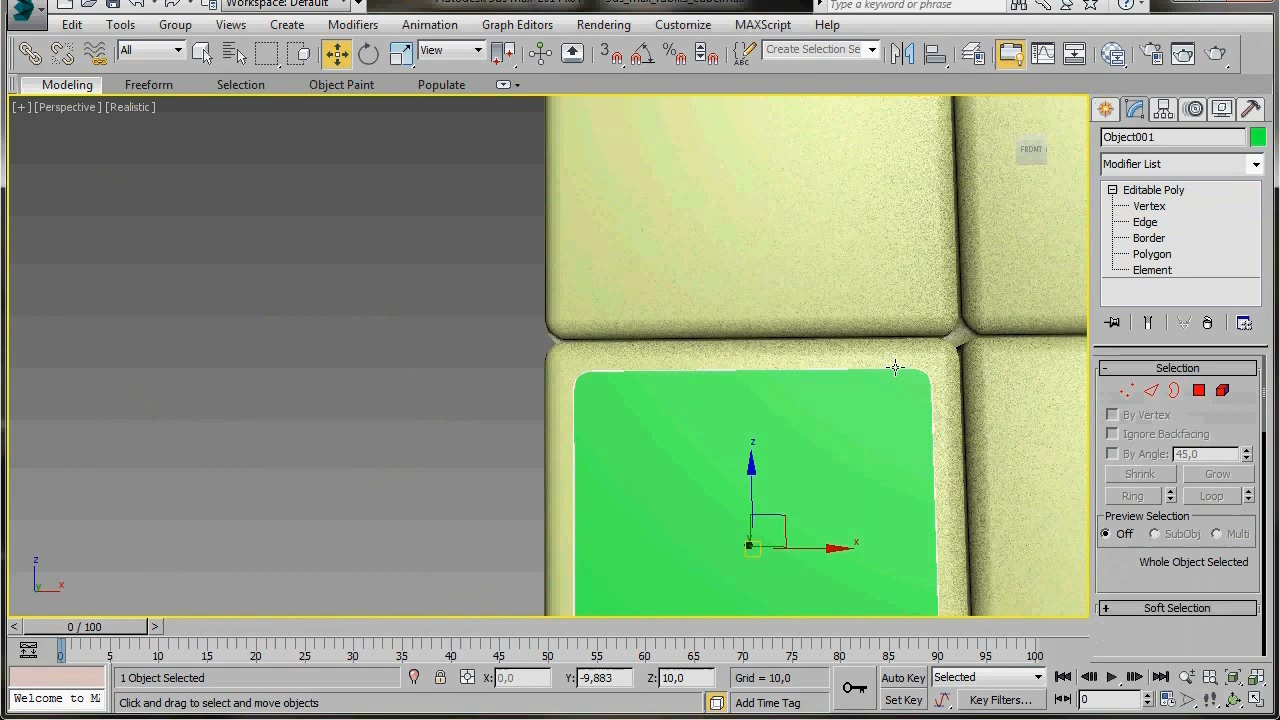 Workspace: Default
Type a keyword or phrase
Edit Tools Group Views Create Modifiers Animation Graph Editors Rendering Customize MAXScript Help
All
View
3
%
ABC
Create Selection Se
Modeling Freeform Selection Object Paint Populate
[+] [Perspective] [Realistic]
FRONT
Object001
Modifier List
Editable Poly
Vertex
Edge
Border
Polygon
Element
- Selection
By Vertex
Ignore Backfacing
By Angle: 45,0
Shrink Grow
Ring Loop
Preview Selection
Off SubObj Multi
Whole Object Selected
+ Soft Selection
z
x
y
z
x
y
< 0 / 100 >
0 5 10 15 20 25 30 35 40 45 50 55 60 65 70 75 80 85 90 95 100
1 Object Selected X: 0,0 Y: -9,883 Z: 10,0 Grid = 10,0 Auto Key Selected
Welcome to M Click and drag to select and move objects Add Time Tag Set Key Key Filters... 0